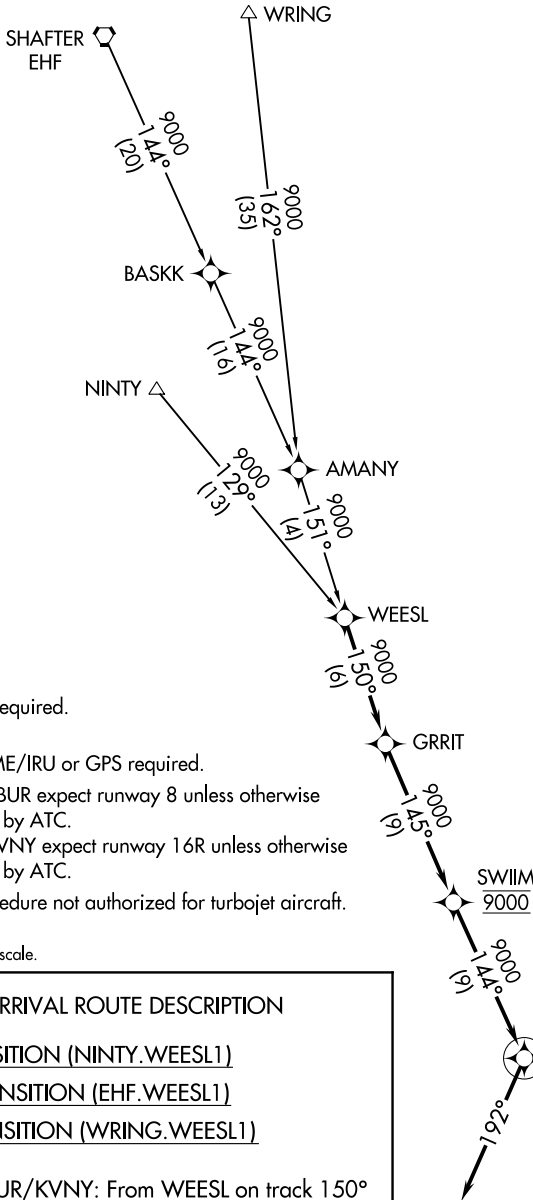 WRING
SHAFTER
EHF
9000
144°
(20)
9000
162°
(35)
BASKK
9000
144°
(16)
NINTY
9000
129°
(13)
AMANY
9000
151°
(4)
WEESL
9000
150°
(6)
GRRIT
9000
145°
(9)
SWIIM
9000
9000
144°
(9)
192°
equired.
ME/IRU or GPS required.
BUR expect runway 8 unless otherwise
by ATC.
VNY expect runway 16R unless otherwise
by ATC.
edure not authorized for turbojet aircraft.
scale.
RRIVAL ROUTE DESCRIPTION
SITION (NINTY.WEESL1)
NSITION (EHF.WEESL1)
NSITION (WRING.WEESL1)
UR/KVNY: From WEESL on track 150°